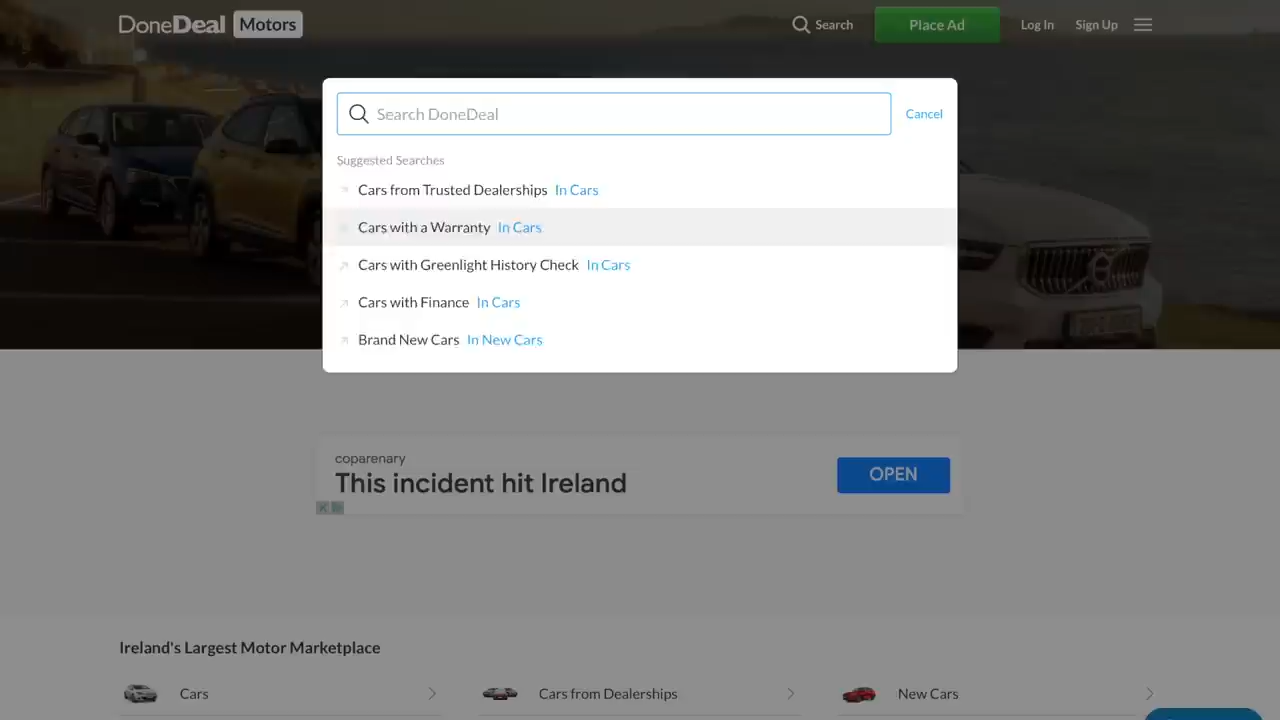 DoneDeal Motors
Search
Place Ad
Log In
Sign Up
Search DoneDeal
Cancel
Suggested Searches
Cars from Trusted Dealerships In Cars
Cars with a Warranty In Cars
Cars with Greenlight History Check In Cars
Cars with Finance In Cars
Brand New Cars In New Cars
coparenary
This incident hit Ireland
OPEN
Ireland's Largest Motor Marketplace
Cars
Cars from Dealerships
New Cars